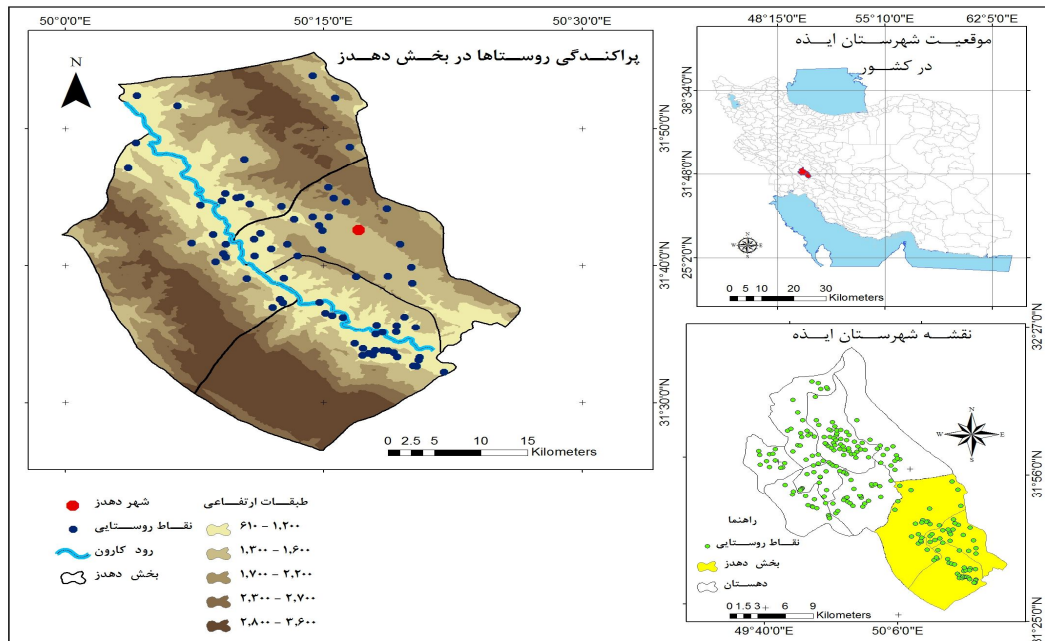 50°0'0"E 50°15'0"E 50°30'0"E
پراکندگی روستاها در بخش دهدز
N
31°50'0"N
31°40'0"N
31°30'0"N
0 2.5 5 10 15
Kilometers
شهر دهدز
نقاط روستایی
رود کارون
بخش دهدز
طبقات ارتفاعی
۶۱۰ - ۱,۲۰۰
۱,۳۰۰ - ۱,۶۰۰
۱,۷۰۰ - ۲,۲۰۰
۲,۳۰۰ - ۲,۷۰۰
۲,۸۰۰ - ۳,۶۰۰
48°15'0"E 55°10'0"E 62°5'0"E
موقعیت شهرستان ایذه
در کشور
38°34'0"N
31°48'0"N
25°2'0"N
N
W E
S
0 5 10 20 30
Kilometers
نقشه شهرستان ایذه
32°27'0"N
31°56'0"N
31°25'0"N
N
W E
S
راهنما
نقاط روستایی
بخش دهدز
دهستان
0 1.5 3 6 9
Kilometers
49°40'0"E 50°6'0"E